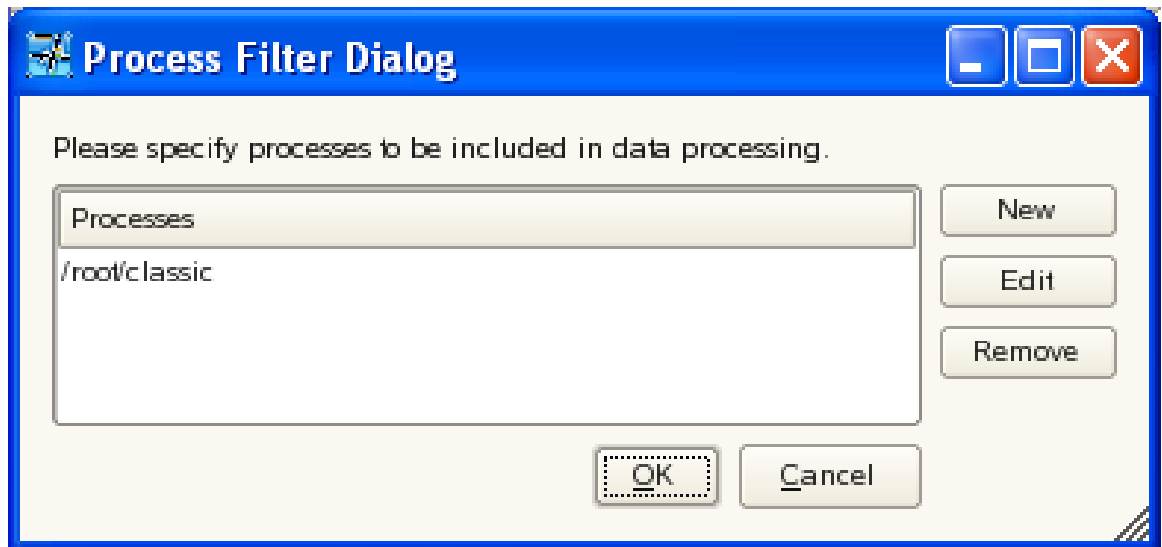 Process Filter Dialog
Please specify processes to be included in data processing.
Processes
/root/classic
New
Edit
Remove
OK
Cancel